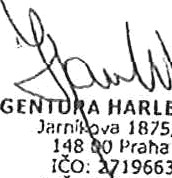 GENTURA HARLE
Jarníkova 1875,
148 00 Praha
IČO: 2719663